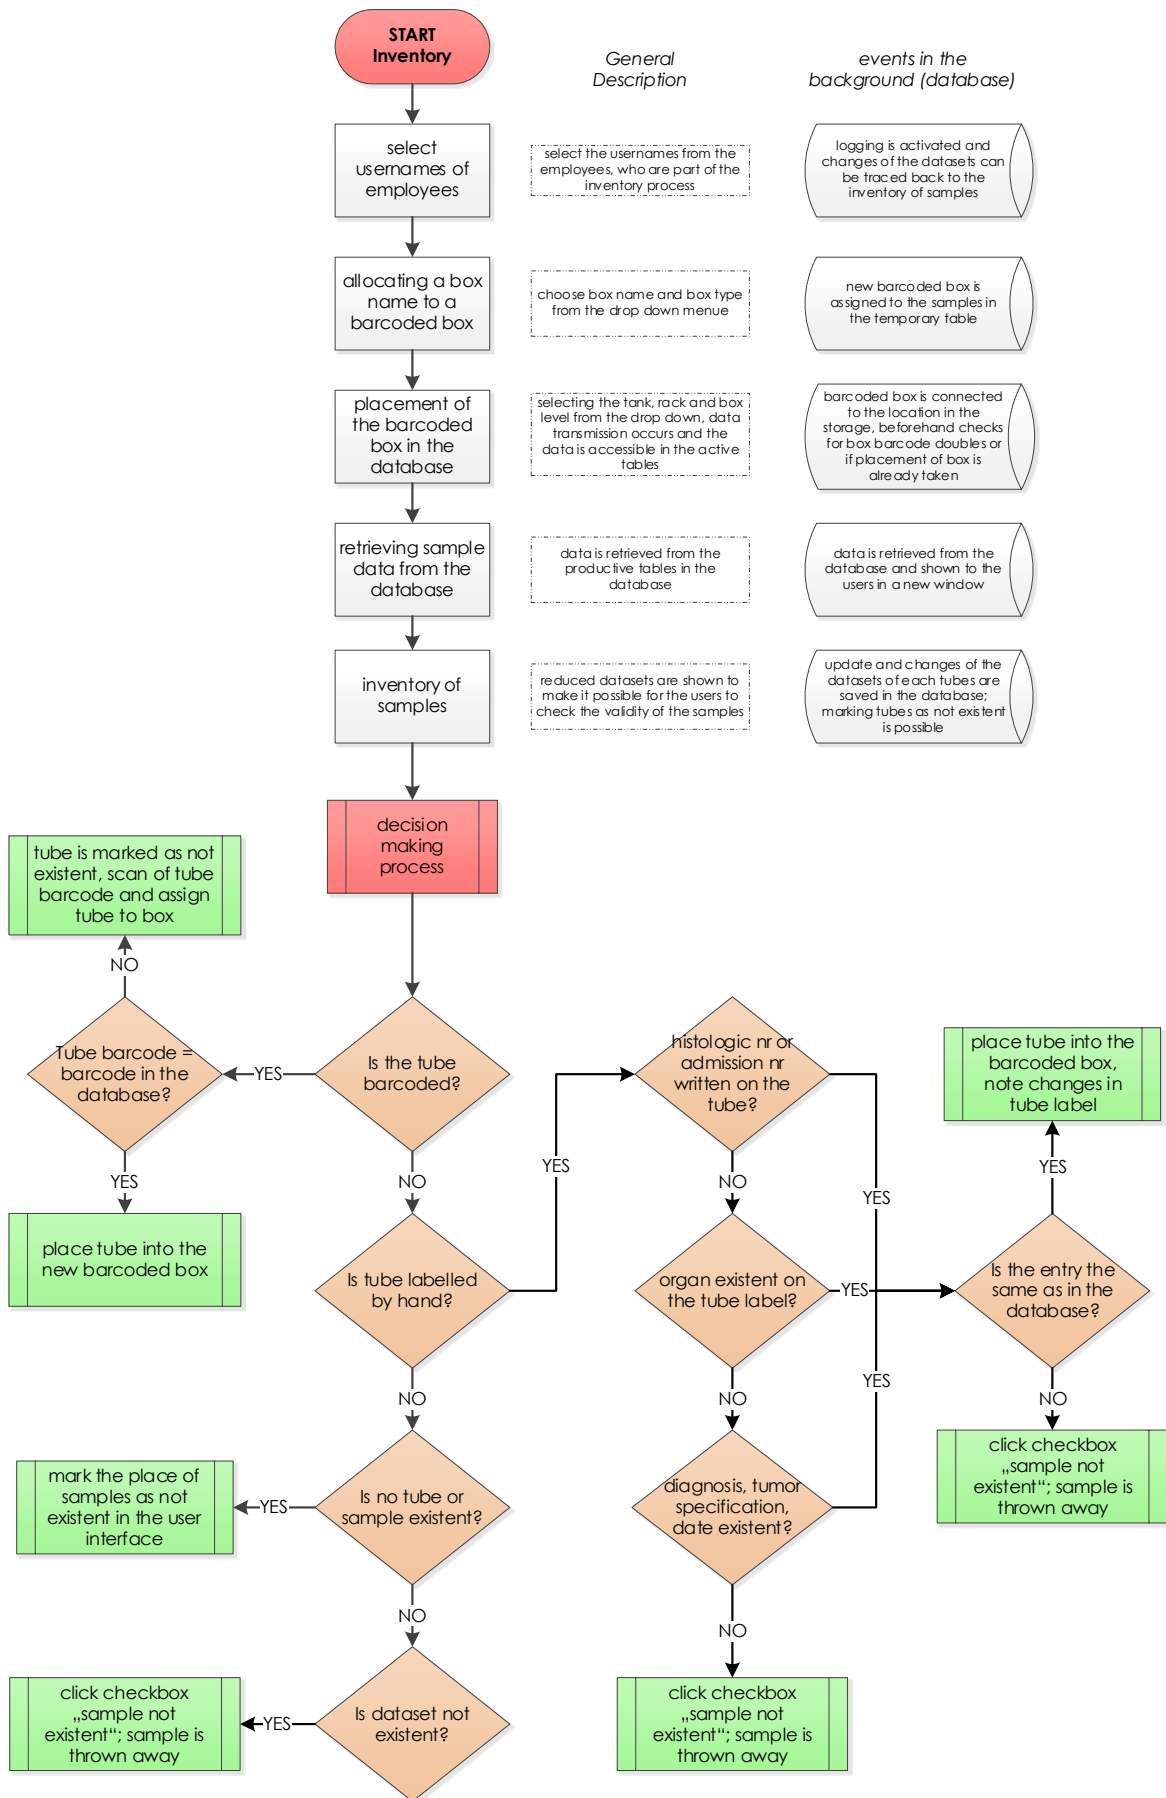 START
Inventory
General
Description
events in the
background (database)
select
usernames of
employees
select the usernames from the
employees, who are part of the
inventory process
logging is activated and
changes of the datasets can
be traced back to the
inventory of samples
allocating a box
name to a
barcoded box
choose box name and box type
from the drop down menue
new barcoded box is
assigned to the samples in
the temporary table
placement of
the barcoded
box in the
database
selecting the tank, rack and box
level from the drop down, data
transmission occurs and the
data is accessible in the active
tables
barcoded box is connected
to the location in the
storage, beforehand checks
for box barcode doubles or
if placement of box is
already taken
retrieving sample
data from the
database
data is retrieved from the
productive tables in the
database
data is retrieved from the
database and shown to the
users in a new window
inventory of
samples
reduced datasets are shown to
make it possible for the users to
check the validity of the samples
update and changes of the
datasets of each tubes are
saved in the database;
marking tubes as not existent
is possible
decision
making
process
tube is marked as not
existent, scan of tube
barcode and assign
tube to box
NO
Tube barcode =
barcode in the
database?
YES
Is the tube
barcoded?
histologic nr or
admission nr
written on the
tube?
place tube into the
barcoded box,
note changes in
tube label
YES
NO
YES
NO
YES
YES
place tube into the
new barcoded box
Is tube labelled
by hand?
organ existent on
the tube label?
YES
Is the entry the
same as in the
database?
NO
NO
YES
NO
mark the place of
samples as not
existent in the user
interface
YES
Is no tube or
sample existent?
diagnosis, tumor
specification,
date existent?
click checkbox
„sample not
existent“; sample is
thrown away
NO
NO
click checkbox
„sample not
existent“; sample is
thrown away
YES
Is dataset not
existent?
click checkbox
„sample not
existent“; sample is
thrown away